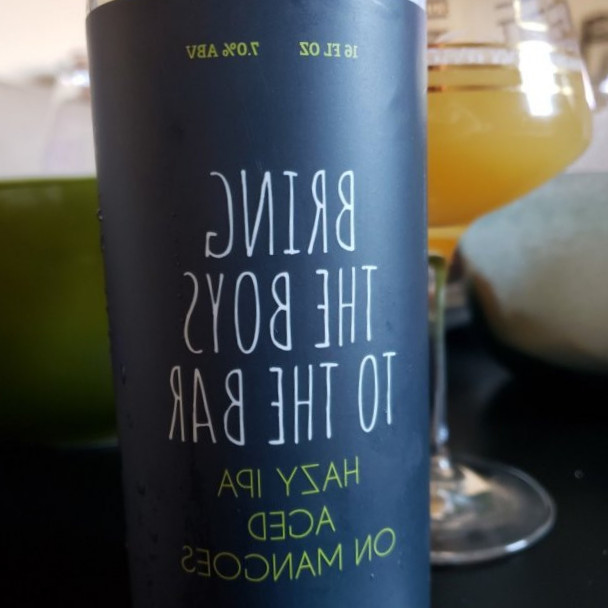 16 FL OZ 7.0% ABV
BRING
THE BOYS
TO THE BAR
HAZY IPA
AGED
ON MANGOES